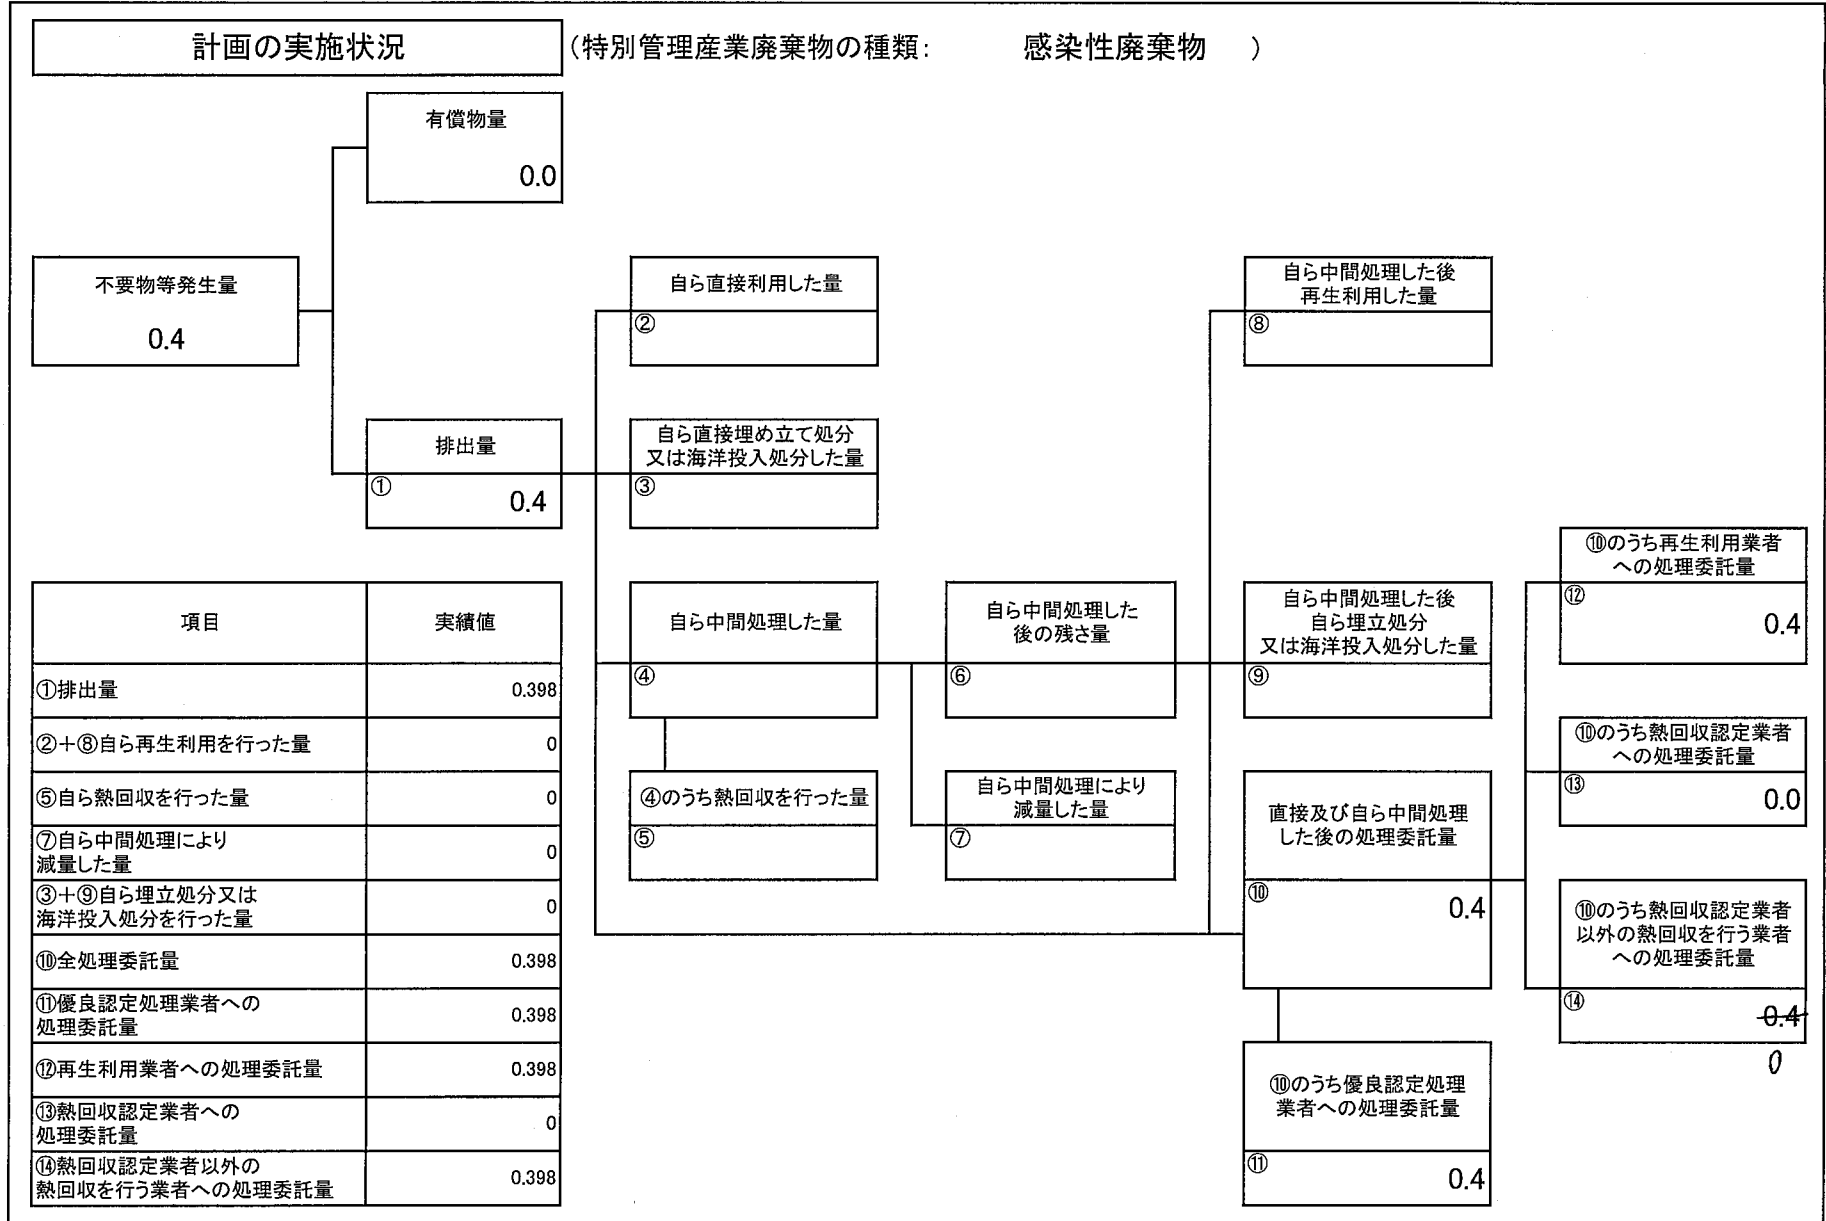 計画の実施状況 (特別管理産業廃棄物の種類: 感染性廃棄物 )
有償物量
0.0
不要物等発生量
0.4
排出量
① 0.4
自ら直接利用した量
②
自ら直接埋め立て処分
又は海洋投入処分した量
③
自ら中間処理した量
④
④のうち熱回収を行った量
⑤
自ら中間処理した
後の残さ量
⑥
自ら中間処理により
減量した量
⑦
自ら中間処理した後
再生利用した量
⑧
自ら中間処理した後
自ら埋立処分
又は海洋投入処分した量
⑨
直接及び自ら中間処理
した後の処理委託量
⑩ 0.4
⑩のうち優良認定処理
業者への処理委託量
⑪ 0.4
⑩のうち再生利用業者
への処理委託量
⑫ 0.4
⑩のうち熱回収認定業者
への処理委託量
⑬ 0.0
⑩のうち熱回収認定業者
以外の熱回収を行う業者
への処理委託量
⑭ 0.4
0
項目 実績値
①排出量 0.398
②+⑧自ら再生利用を行った量 0
⑤自ら熱回収を行った量 0
⑦自ら中間処理により
減量した量 0
③+⑨自ら埋立処分又は
海洋投入処分を行った量 0
⑩全処理委託量 0.398
⑪優良認定処理業者への
処理委託量 0.398
⑫再生利用業者への処理委託量 0.398
⑬熱回収認定業者への
処理委託量 0
⑭熱回収認定業者以外の
熱回収を行う業者への処理委託量 0.398